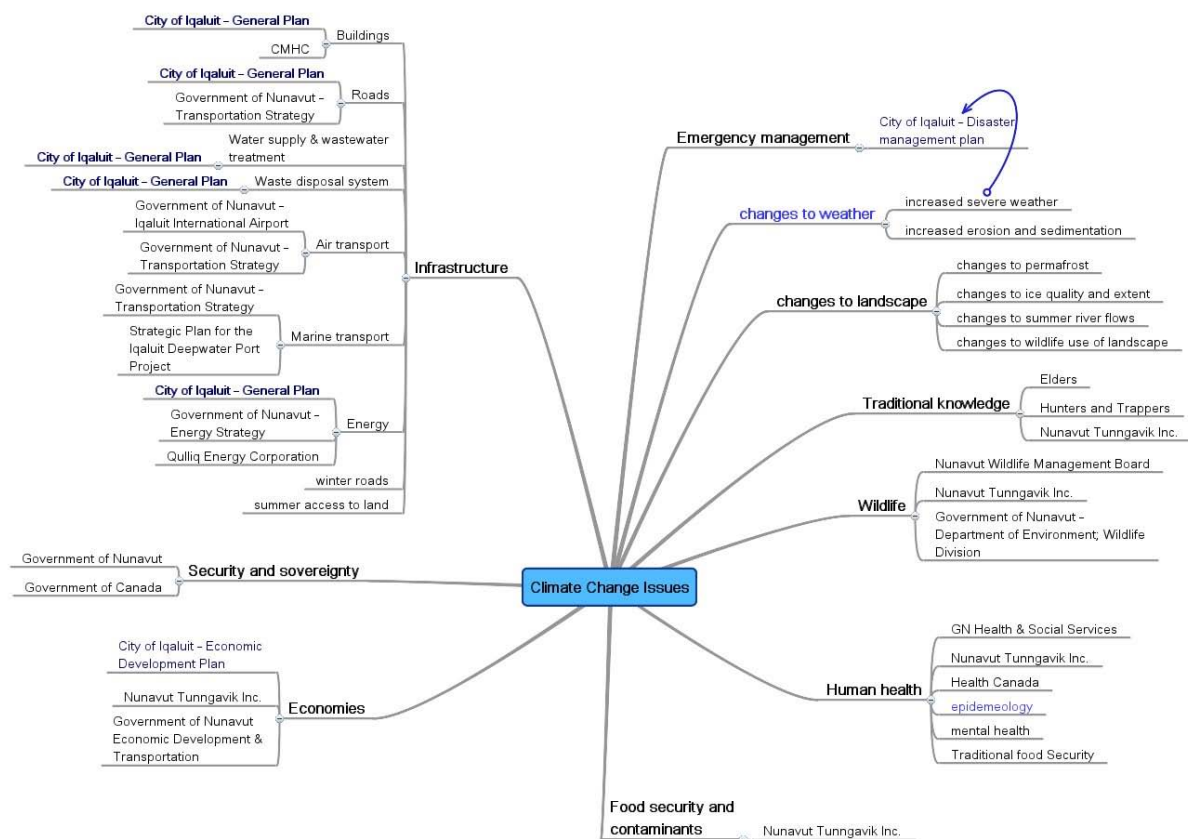 City of Iqaluit – General Plan
CMHC
Buildings
City of Iqaluit – General Plan
Government of Nunavut –
Transportation Strategy
Roads
Water supply & wastewater
treatment
City of Iqaluit – General Plan
City of Iqaluit – General Plan
Waste disposal system
Government of Nunavut –
Iqaluit International Airport
Government of Nunavut –
Transportation Strategy
Air transport
Government of Nunavut –
Transportation Strategy
Strategic Plan for the
Iqaluit Deepwater Port
Project
Marine transport
City of Iqaluit – General Plan
Government of Nunavut –
Energy Strategy
Qulliq Energy Corporation
Energy
winter roads
summer access to land
Infrastructure
Government of Nunavut
Government of Canada
Security and sovereignty
City of Iqaluit – Economic
Development Plan
Nunavut Tunngavik Inc.
Government of Nunavut
Economic Development &
Transportation
Economies
Climate Change Issues
Emergency management
City of Iqaluit – Disaster
management plan
changes to weather
increased severe weather
increased erosion and sedimentation
changes to landscape
changes to permafrost
changes to ice quality and extent
changes to summer river flows
changes to wildlife use of landscape
Traditional knowledge
Elders
Hunters and Trappers
Nunavut Tunngavik Inc.
Wildlife
Nunavut Wildlife Management Board
Nunavut Tunngavik Inc.
Government of Nunavut –
Department of Environment; Wildlife
Division
Human health
GN Health & Social Services
Nunavut Tunngavik Inc.
Health Canada
epidemeology
mental health
Traditional food Security
Food security and
contaminants
Nunavut Tunngavik Inc.